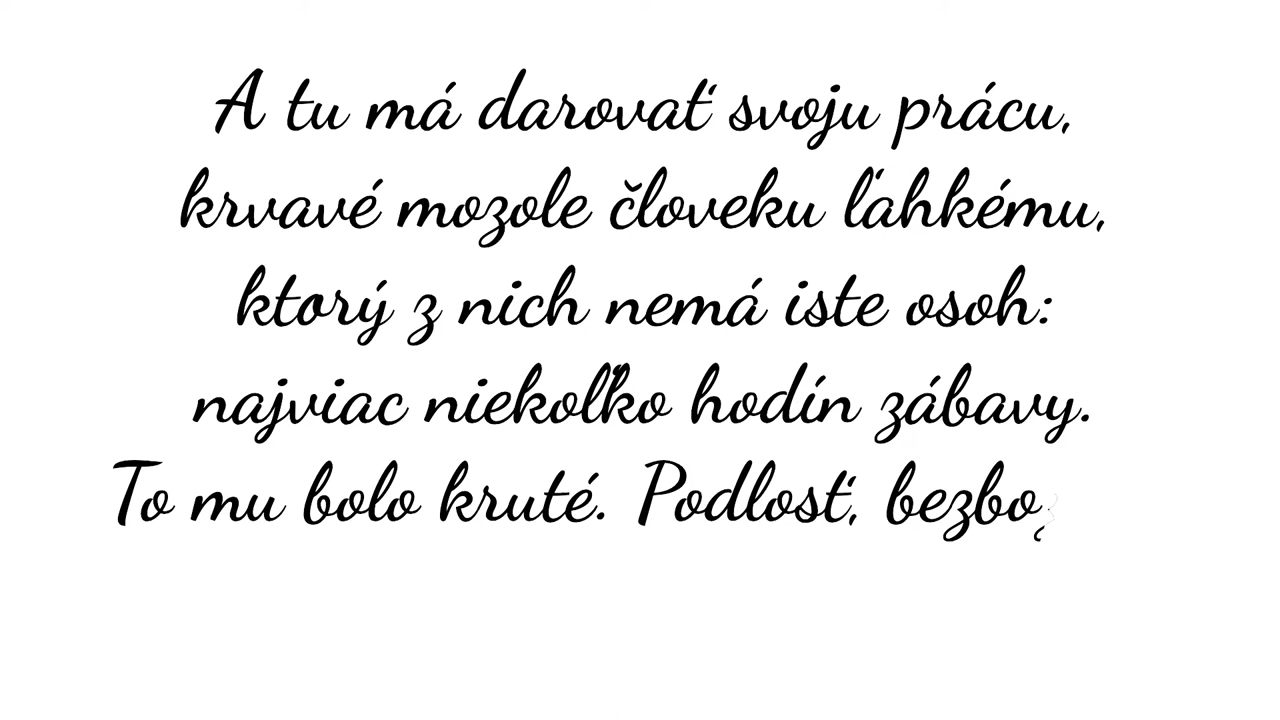 A tu má darovať svoju prácu,
krvavé mozole človeku ľahkému,
ktorý z nich nemá iste osoh:
najviac niekoľko hodín zábavy.
To mu bolo kruté. Podlosť,